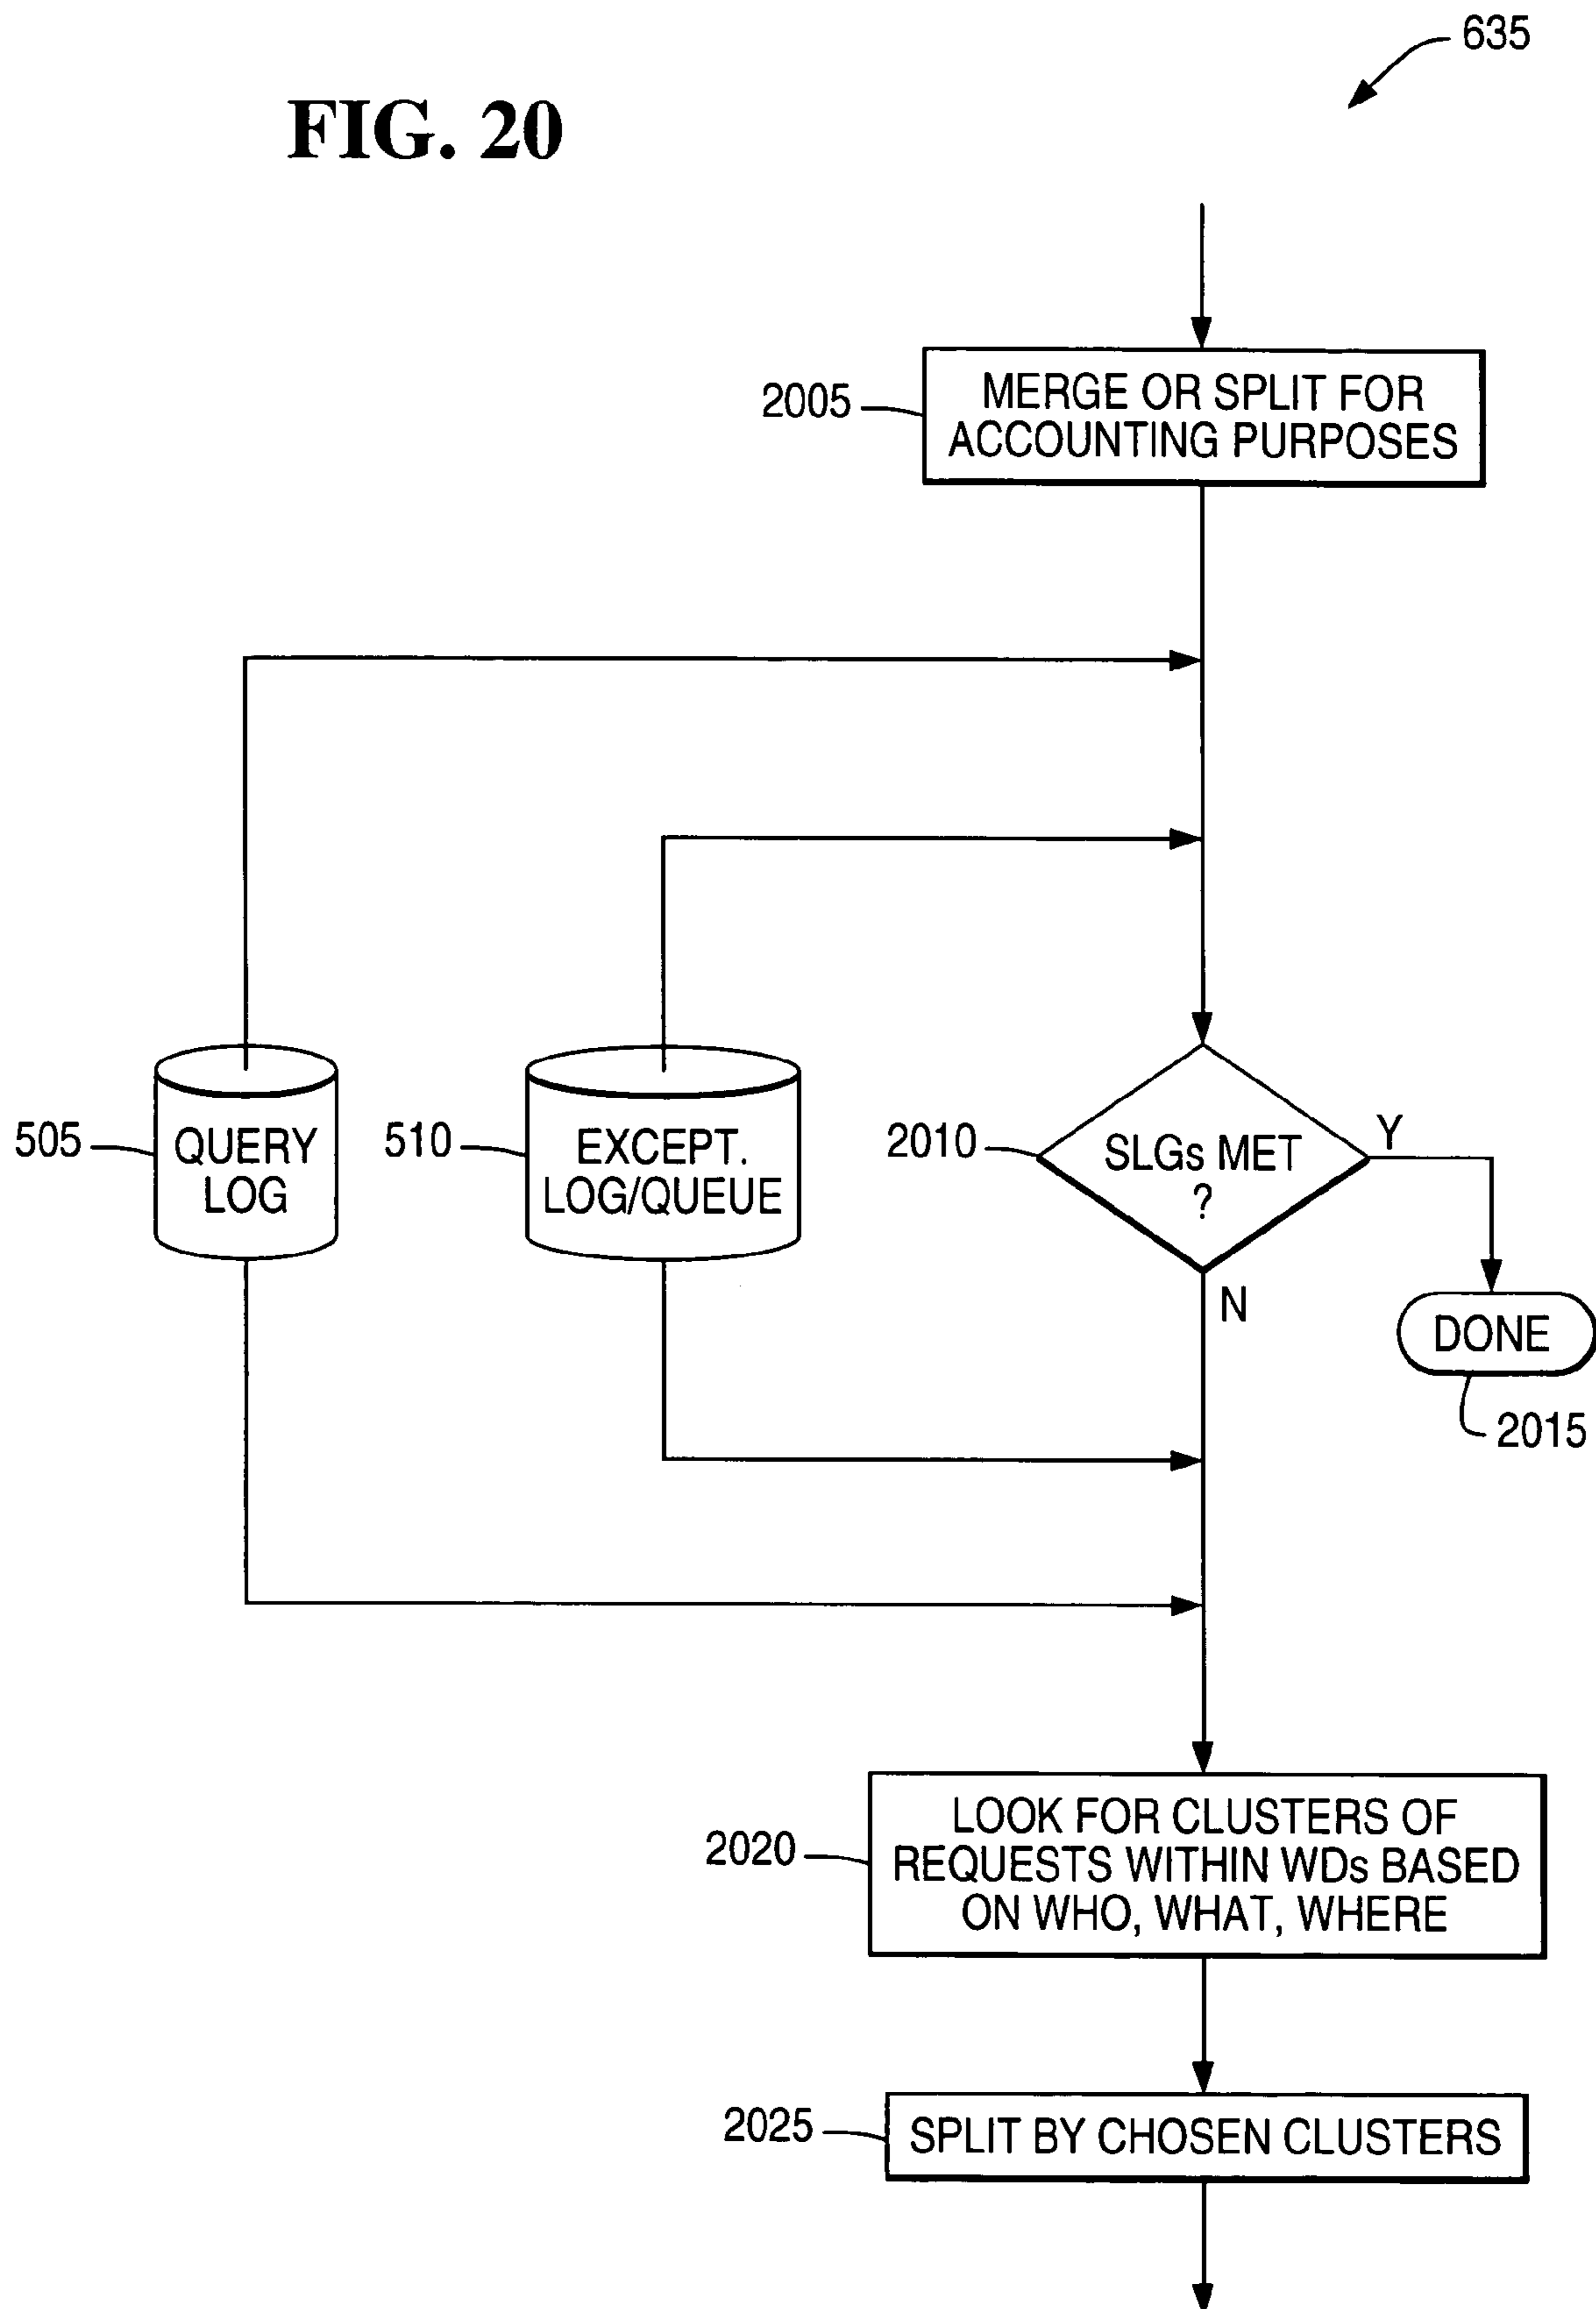 635
FIG. 20
2005
MERGE OR SPLIT FOR
ACCOUNTING PURPOSES
505
QUERY
LOG
510
EXCEPT.
LOG/QUEUE
2010
SLGs MET
?
Y
N
DONE
2015
2020
LOOK FOR CLUSTERS OF
REQUESTS WITHIN WDs BASED
ON WHO, WHAT, WHERE
2025
SPLIT BY CHOSEN CLUSTERS